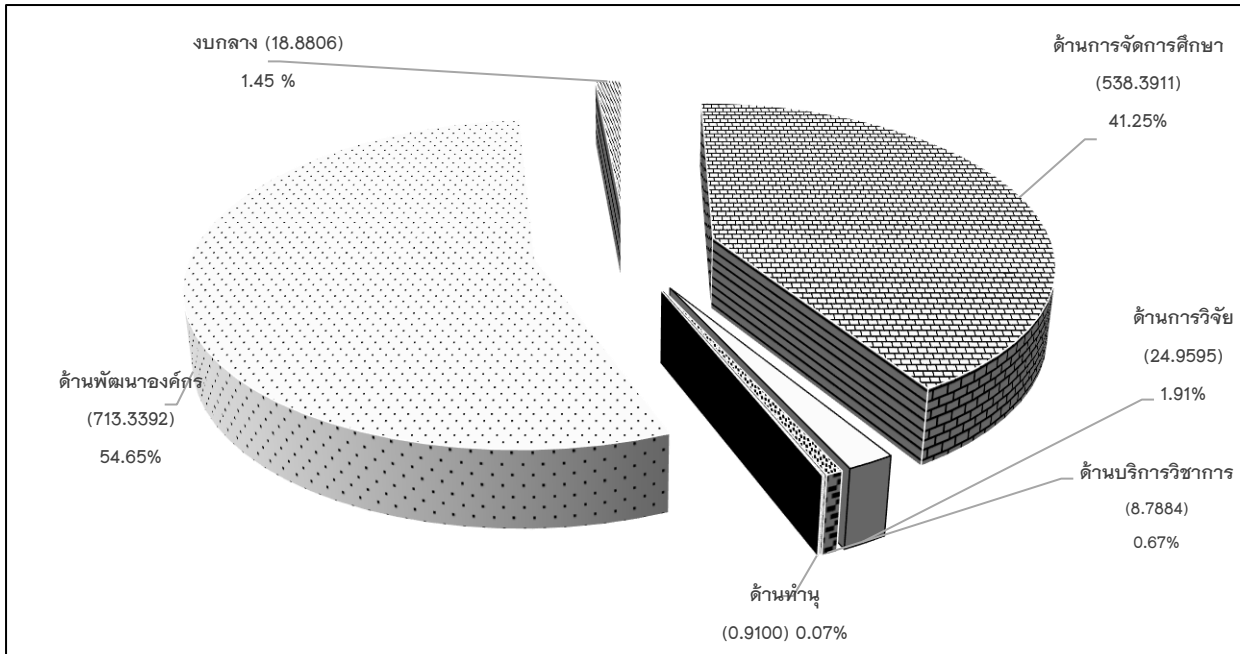 งบกลาง (18.8806)
1.45 %
ด้านการจัดการศึกษา
(538.3911)
41.25%
ด้านการวิจัย
(24.9595)
1.91%
ด้านพัฒนาองค์กร
(713.3392)
54.65%
ด้านบริการวิชาการ
(8.7884)
0.67%
ด้านทำนุ
(0.9100) 0.07%